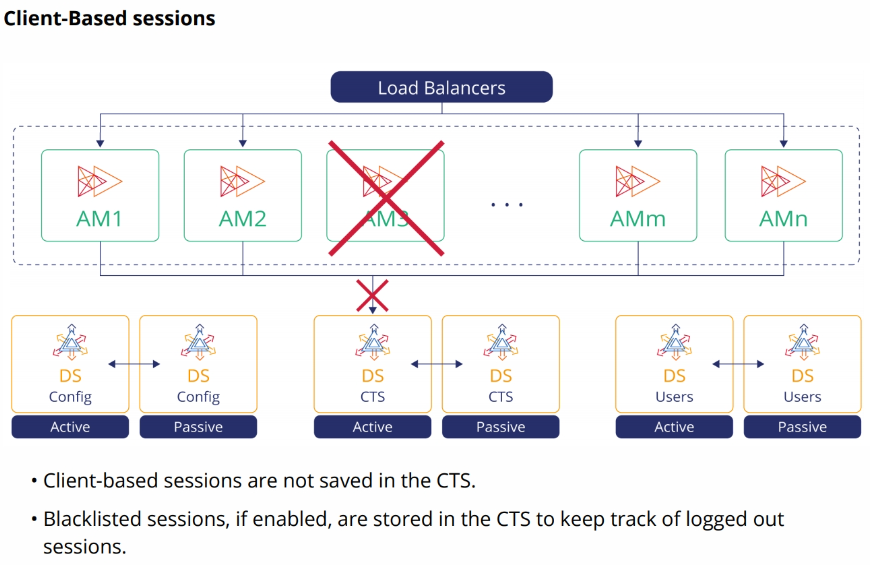 Client-Based sessions
Load Balancers
AM1
AM2
AM3
...
AMm
AMn
DS
Config
DS
Config
DS
CTS
DS
CTS
DS
Users
DS
Users
Active
Passive
Active
Passive
Active
Passive
• Client-based sessions are not saved in the CTS.
• Blacklisted sessions, if enabled, are stored in the CTS to keep track of logged out
sessions.